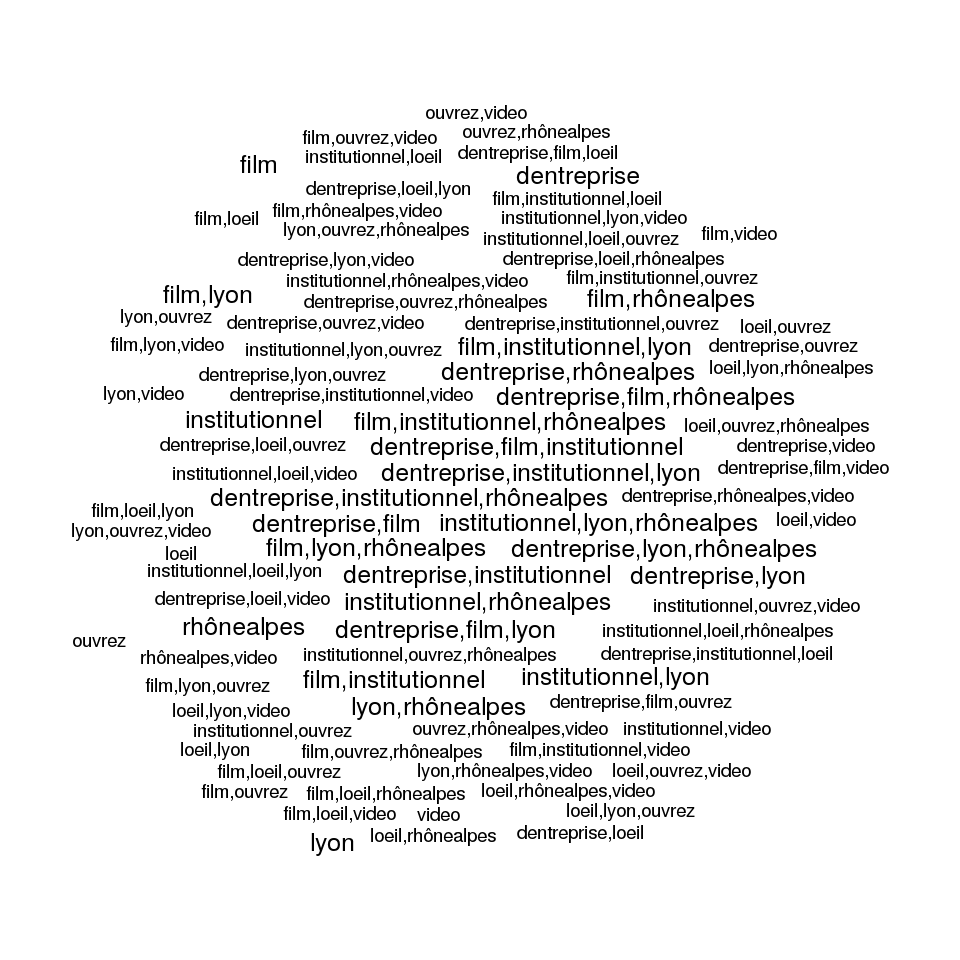 ouvrez,video
film,ouvrez,video ouvrez,rhônealpes
institutionnel,loeil dentreprise,film,loeil
film dentreprise
dentreprise,loeil,lyon film,institutionnel,loeil
film,loeil film,rhônealpes,video institutionnel,lyon,video
lyon,ouvrez,rhônealpes institutionnel,loeil,ouvrez film,video
dentreprise,lyon,video dentreprise,loeil,rhônealpes
institutionnel,rhônealpes,video film,institutionnel,ouvrez
film,lyon dentreprise,ouvrez,rhônealpes film,rhônealpes
lyon,ouvrez dentreprise,ouvrez,video dentreprise,institutionnel,ouvrez loeil,ouvrez
film,lyon,video institutionnel,lyon,ouvrez film,institutionnel,lyon dentreprise,ouvrez
dentreprise,lyon,ouvrez dentreprise,rhônealpes loeil,lyon,rhônealpes
lyon,video dentreprise,institutionnel,video dentreprise,film,rhônealpes
institutionnel film,institutionnel,rhônealpes loeil,ouvrez,rhônealpes
dentreprise,loeil,ouvrez dentreprise,film,institutionnel dentreprise,video
institutionnel,loeil,video dentreprise,institutionnel,lyon dentreprise,film,video
dentreprise,institutionnel,rhônealpes dentreprise,rhônealpes,video
film,loeil,lyon dentreprise,film institutionnel,lyon,rhônealpes loeil,video
lyon,ouvrez,video
loeil film,lyon,rhônealpes dentreprise,lyon,rhônealpes
institutionnel,loeil,lyon dentreprise,institutionnel dentreprise,lyon
dentreprise,loeil,video institutionnel,rhônealpes institutionnel,ouvrez,video
ouvrez rhônealpes dentreprise,film,lyon institutionnel,loeil,rhônealpes
rhônealpes,video institutionnel,ouvrez,rhônealpes dentreprise,institutionnel,loeil
film,lyon,ouvrez film,institutionnel institutionnel,lyon
loeil,lyon,video lyon,rhônealpes dentreprise,film,ouvrez
institutionnel,ouvrez ouvrez,rhônealpes,video institutionnel,video
loeil,lyon film,ouvrez,rhônealpes film,institutionnel,video
film,loeil,ouvrez lyon,rhônealpes,video loeil,ouvrez,video
film,ouvrez film,loeil,rhônealpes loeil,rhônealpes,video
film,loeil,video video loeil,lyon,ouvrez
lyon loeil,rhônealpes dentreprise,loeil